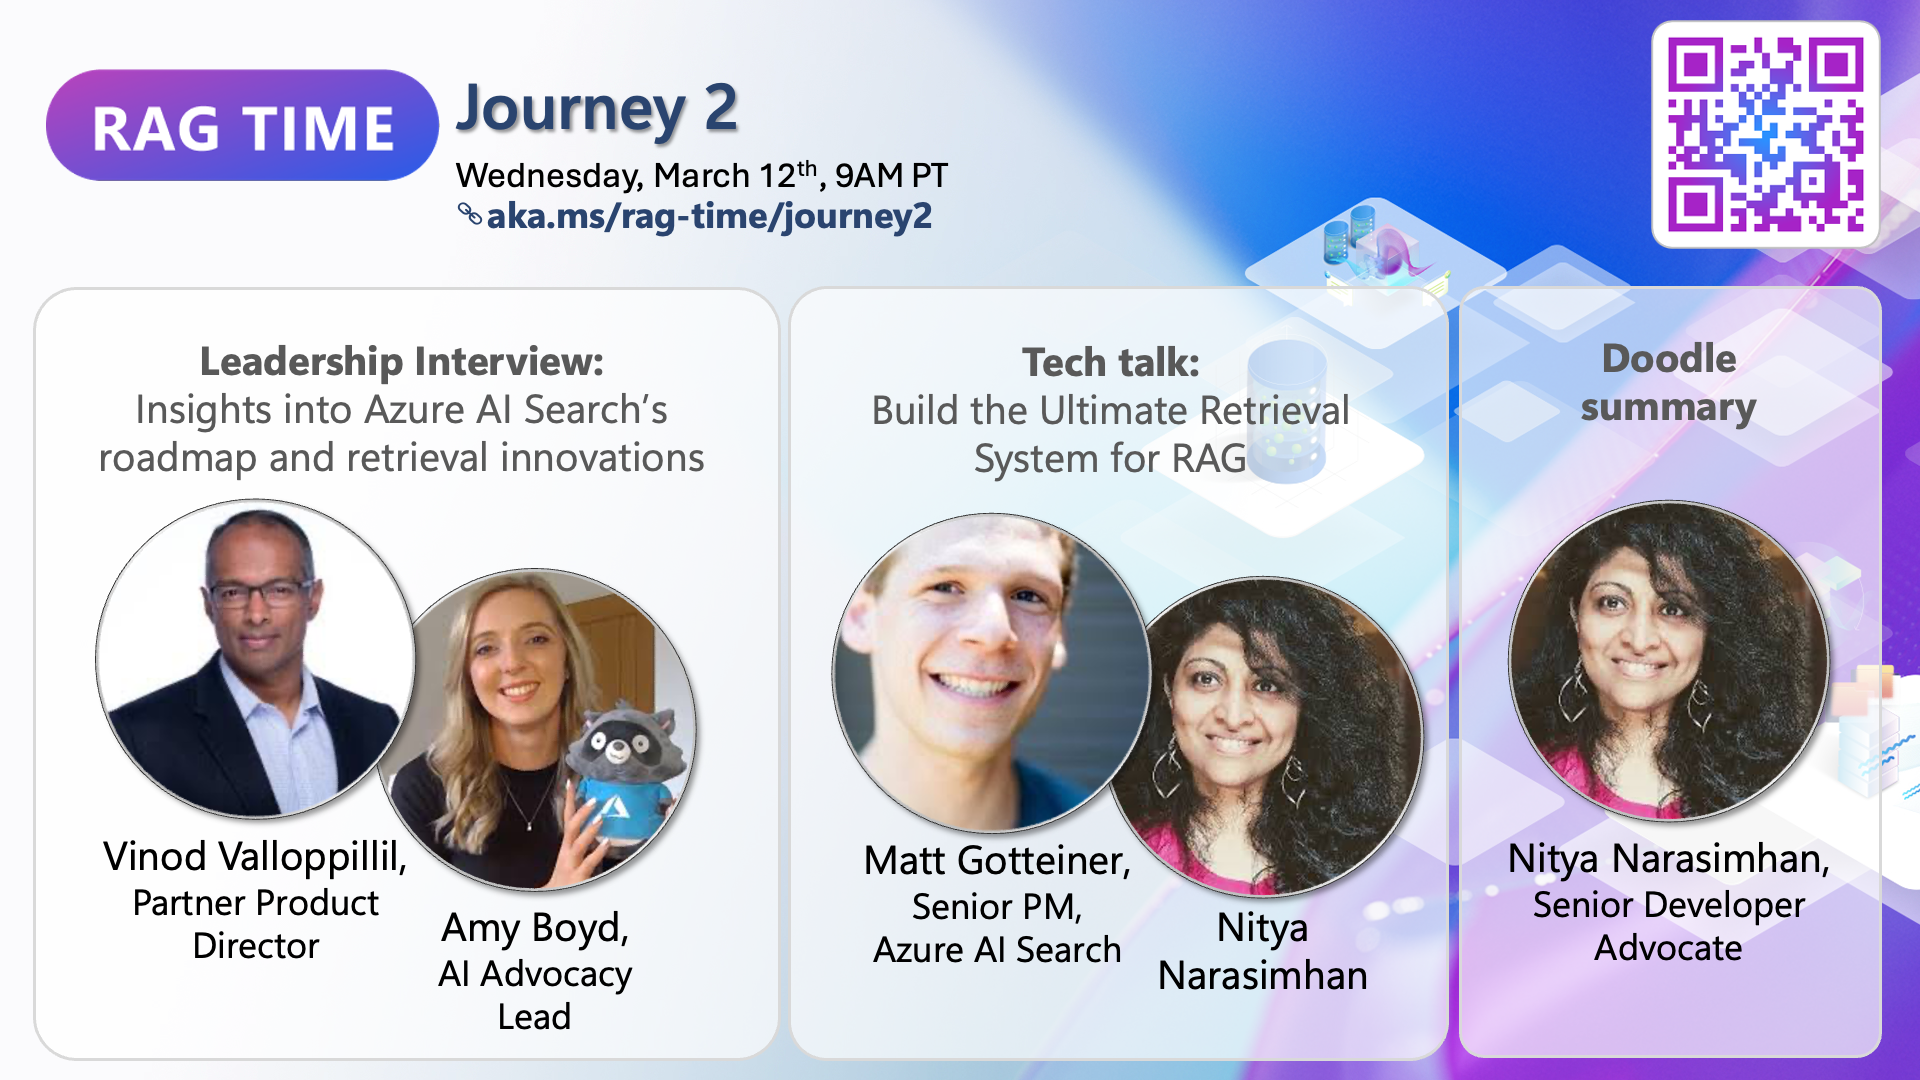 RAG TIME
Journey 2
Wednesday, March 12th, 9AM PT
aka.ms/rag-time/journey2
Leadership Interview:
Insights into Azure AI Search’s
roadmap and retrieval innovations
Vinod Valloppillil,
Partner Product
Director
Amy Boyd,
AI Advocacy
Lead
Tech talk:
Build the Ultimate Retrieval
System for RAG
Matt Gotteiner,
Senior PM,
Azure AI Search
Nitya
Narasimhan
Doodle
summary
Nitya Narasimhan,
Senior Developer
Advocate